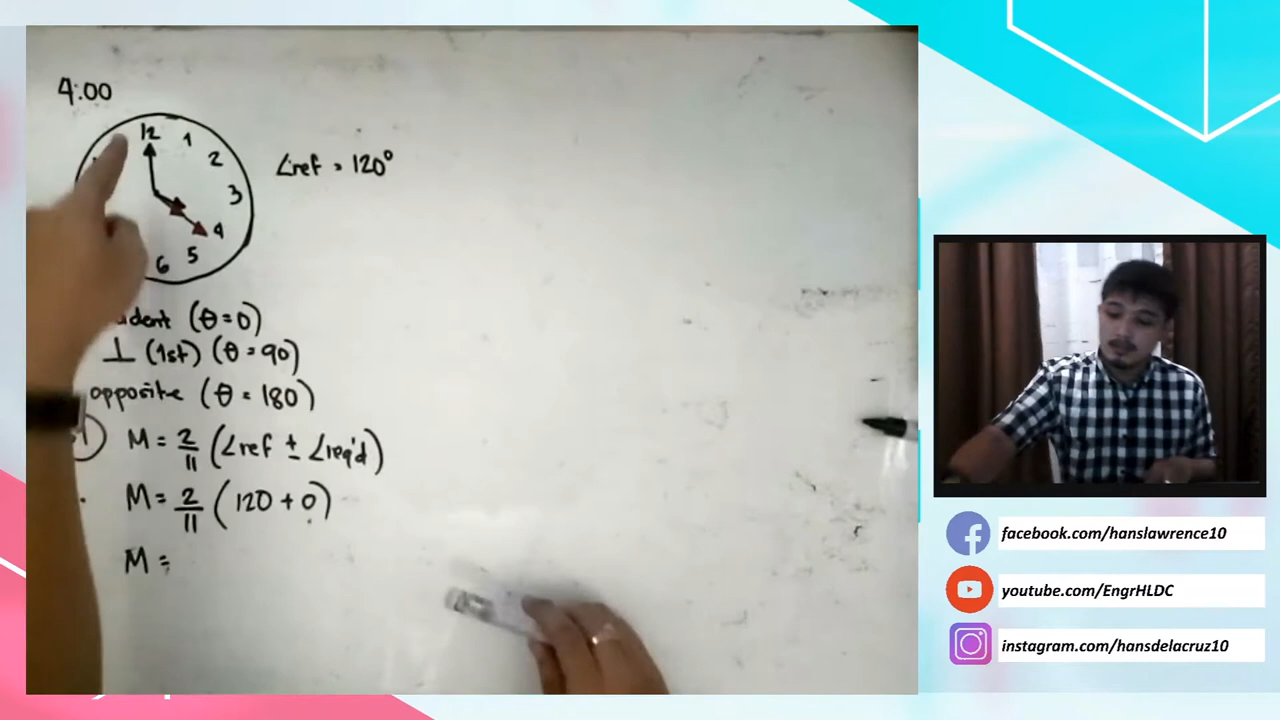 4:00
12
1
2
3
4
5
6
∠ref = 120°
(θ = 0)
⊥ (1st) (θ = 90)
opposite (θ = 180)
M = 2/11 (∠ref ± ∠req'd)
M = 2/11 (120 + 0)
M =
facebook.com/hanslawrence10
youtube.com/EngrHLDC
instagram.com/hansdelacruz10